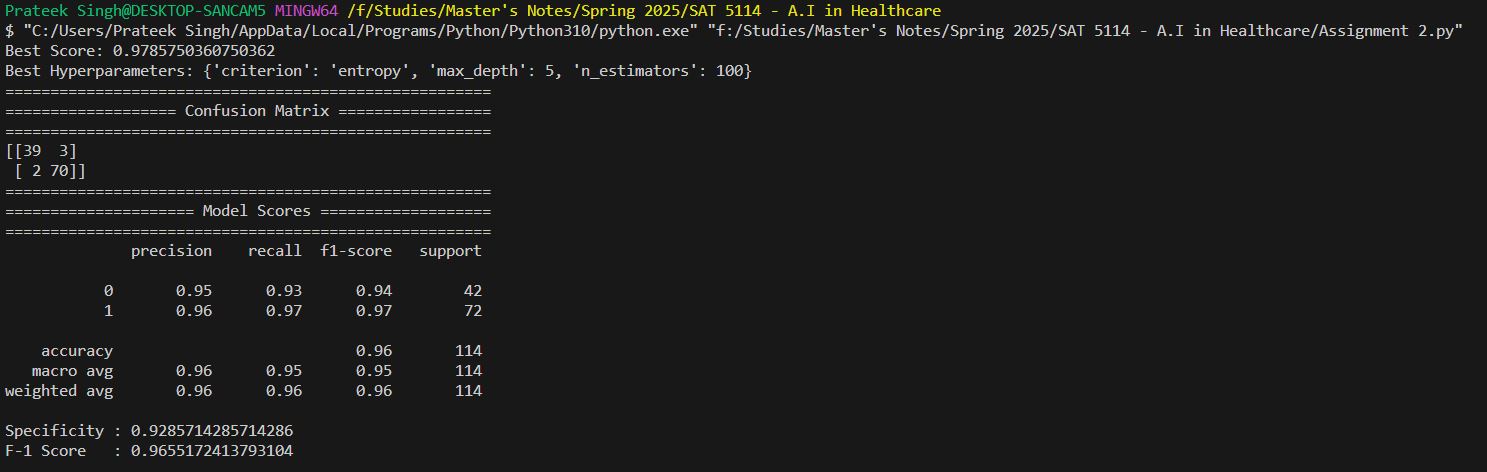 Prateek Singh@DESKTOP-SANCAM5 MINGW64 /f/Studies/Master's Notes/Spring 2025/SAT 5114 - A.I in Healthcare
$ "C:/Users/Prateek Singh/AppData/Local/Programs/Python/Python310/python.exe" "f:/Studies/Master's Notes/Spring 2025/SAT 5114 - A.I in Healthcare/Assignment 2.py"
Best Score: 0.9785750360750362
Best Hyperparameters: {'criterion': 'entropy', 'max_depth': 5, 'n_estimators': 100}
======================================================
=================== Confusion Matrix =================
======================================================
[[39  3]
 [ 2 70]]
======================================================
===================== Model Scores ===================
======================================================
              precision    recall  f1-score   support

           0       0.95      0.93      0.94        42
           1       0.96      0.97      0.97        72

    accuracy                           0.96       114
   macro avg       0.96      0.95      0.95       114
weighted avg       0.96      0.96      0.96       114

Specificity : 0.9285714285714286
F-1 Score   : 0.9655172413793104